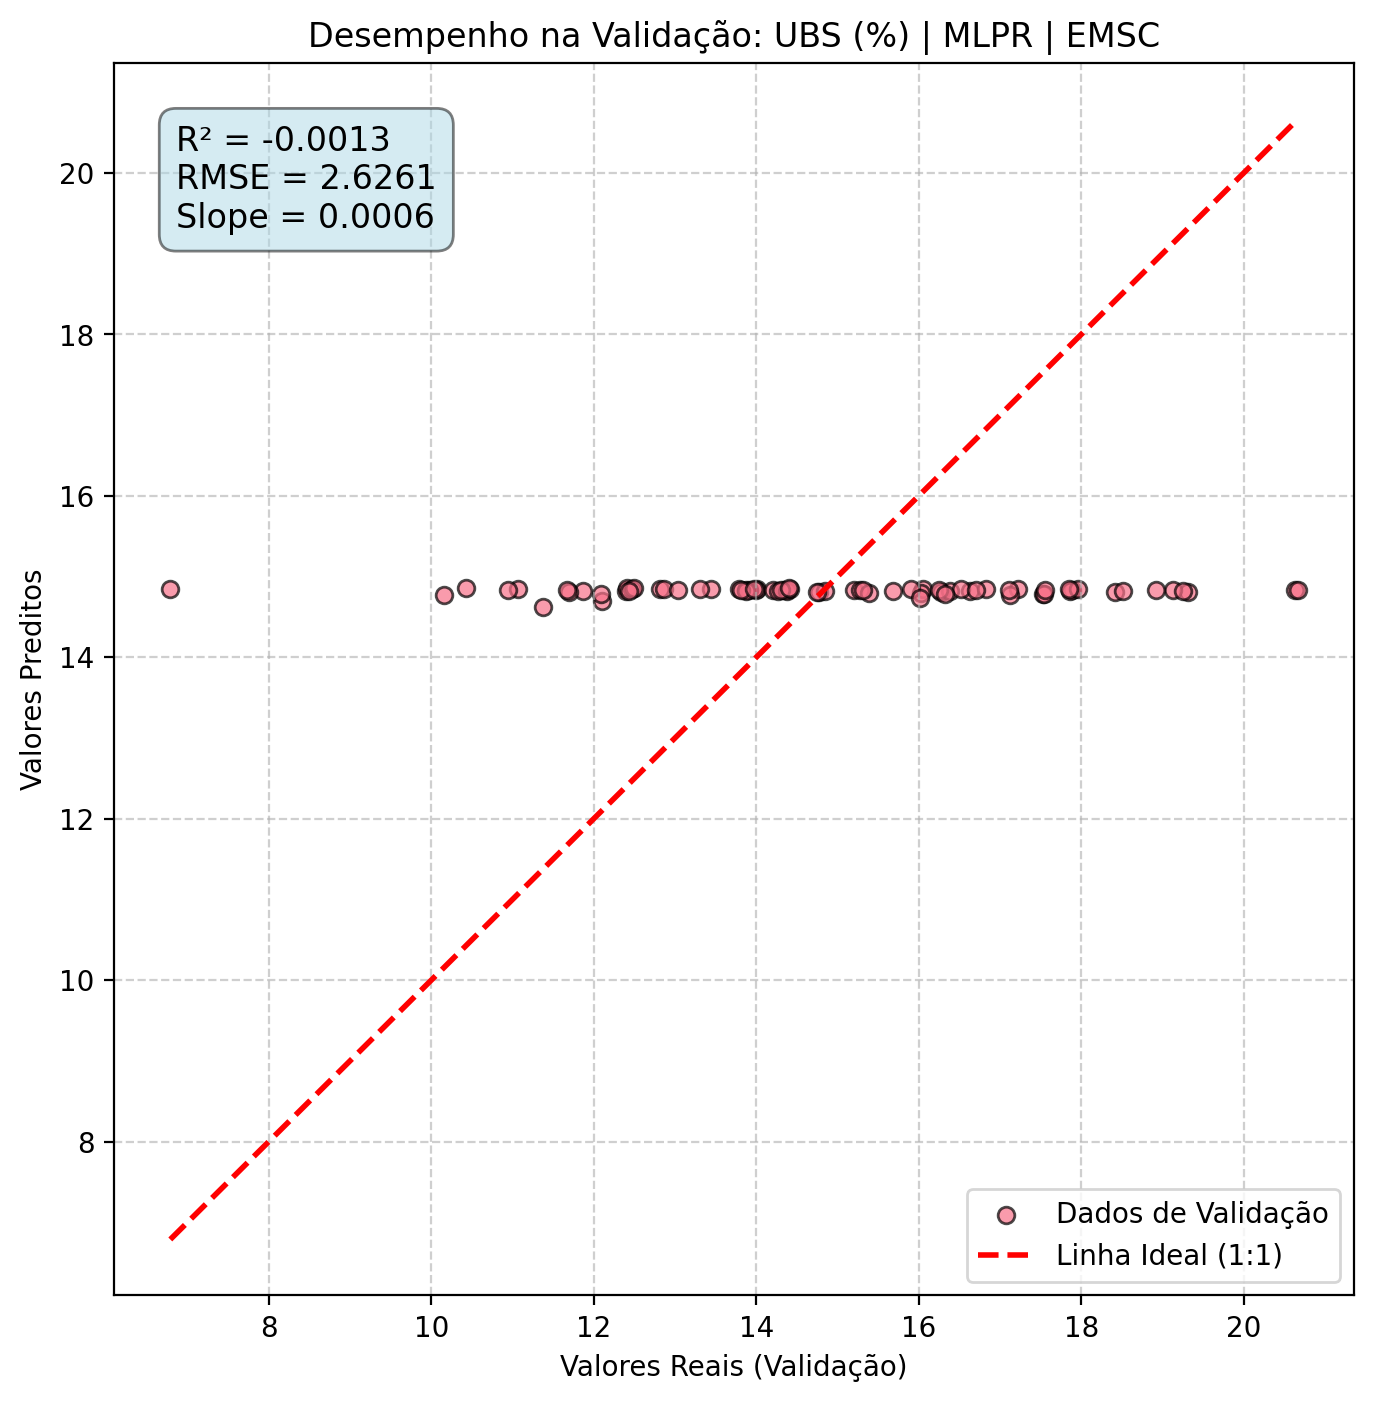 Desempenho na Validação: UBS (%) | MLPR | EMSC
R² = -0.0013
RMSE = 2.6261
Slope = 0.0006
20
18
16
14
12
10
8
Valores Preditos
Dados de Validação
Linha Ideal (1:1)
8 10 12 14 16 18 20
Valores Reais (Validação)